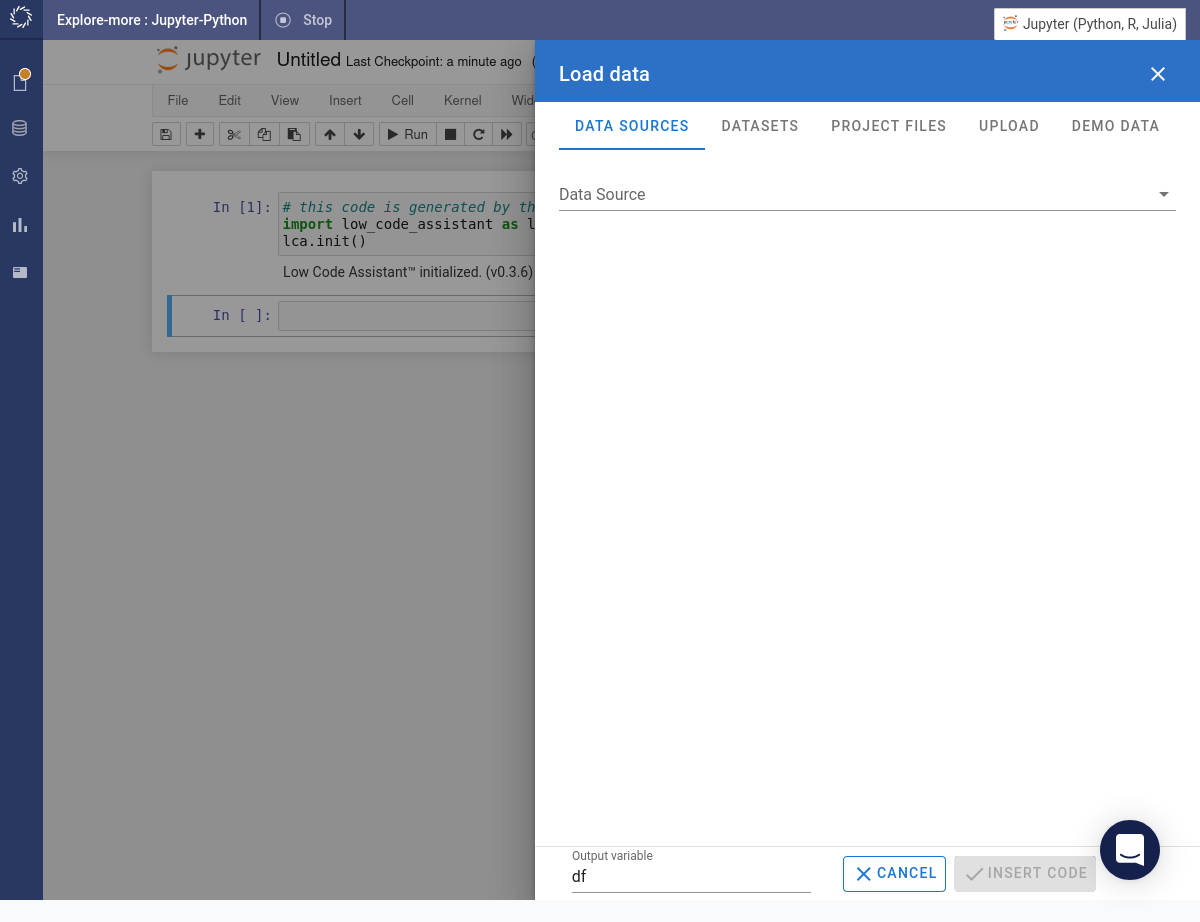 Explore-more : Jupyter-Python
Stop
Jupyter (Python, R, Julia)
jupyter Untitled Last Checkpoint: a minute ago (
File Edit View Insert Cell Kernel
Run
In [1]: # this code is generated by
import low_code_assistant as
lca.init()
Low Code Assistant™ initialized. (v0.3.6)
In [ ]:
Load data
DATA SOURCES DATASETS PROJECT FILES UPLOAD DEMO DATA
Data Source
Output variable
df
CANCEL INSERT CODE